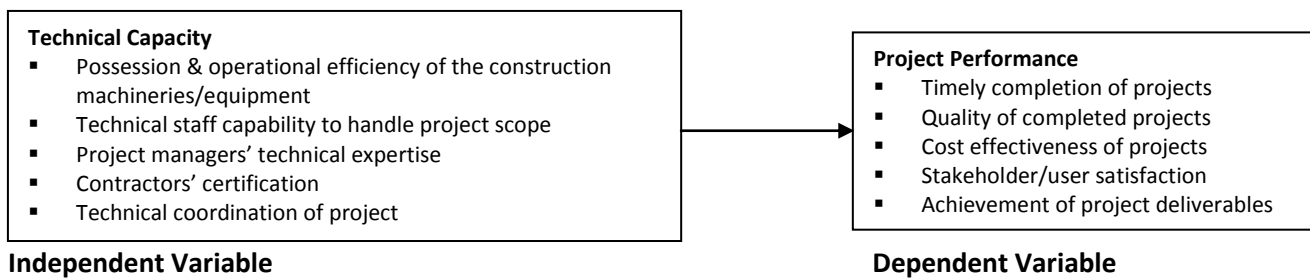 Technical Capacity
▪ Possession & operational efficiency of the construction
machineries/equipment
▪ Technical staff capability to handle project scope
▪ Project managers’ technical expertise
▪ Contractors’ certification
▪ Technical coordination of project
Independent Variable
Project Performance
▪ Timely completion of projects
▪ Quality of completed projects
▪ Cost effectiveness of projects
▪ Stakeholder/user satisfaction
▪ Achievement of project deliverables
Dependent Variable